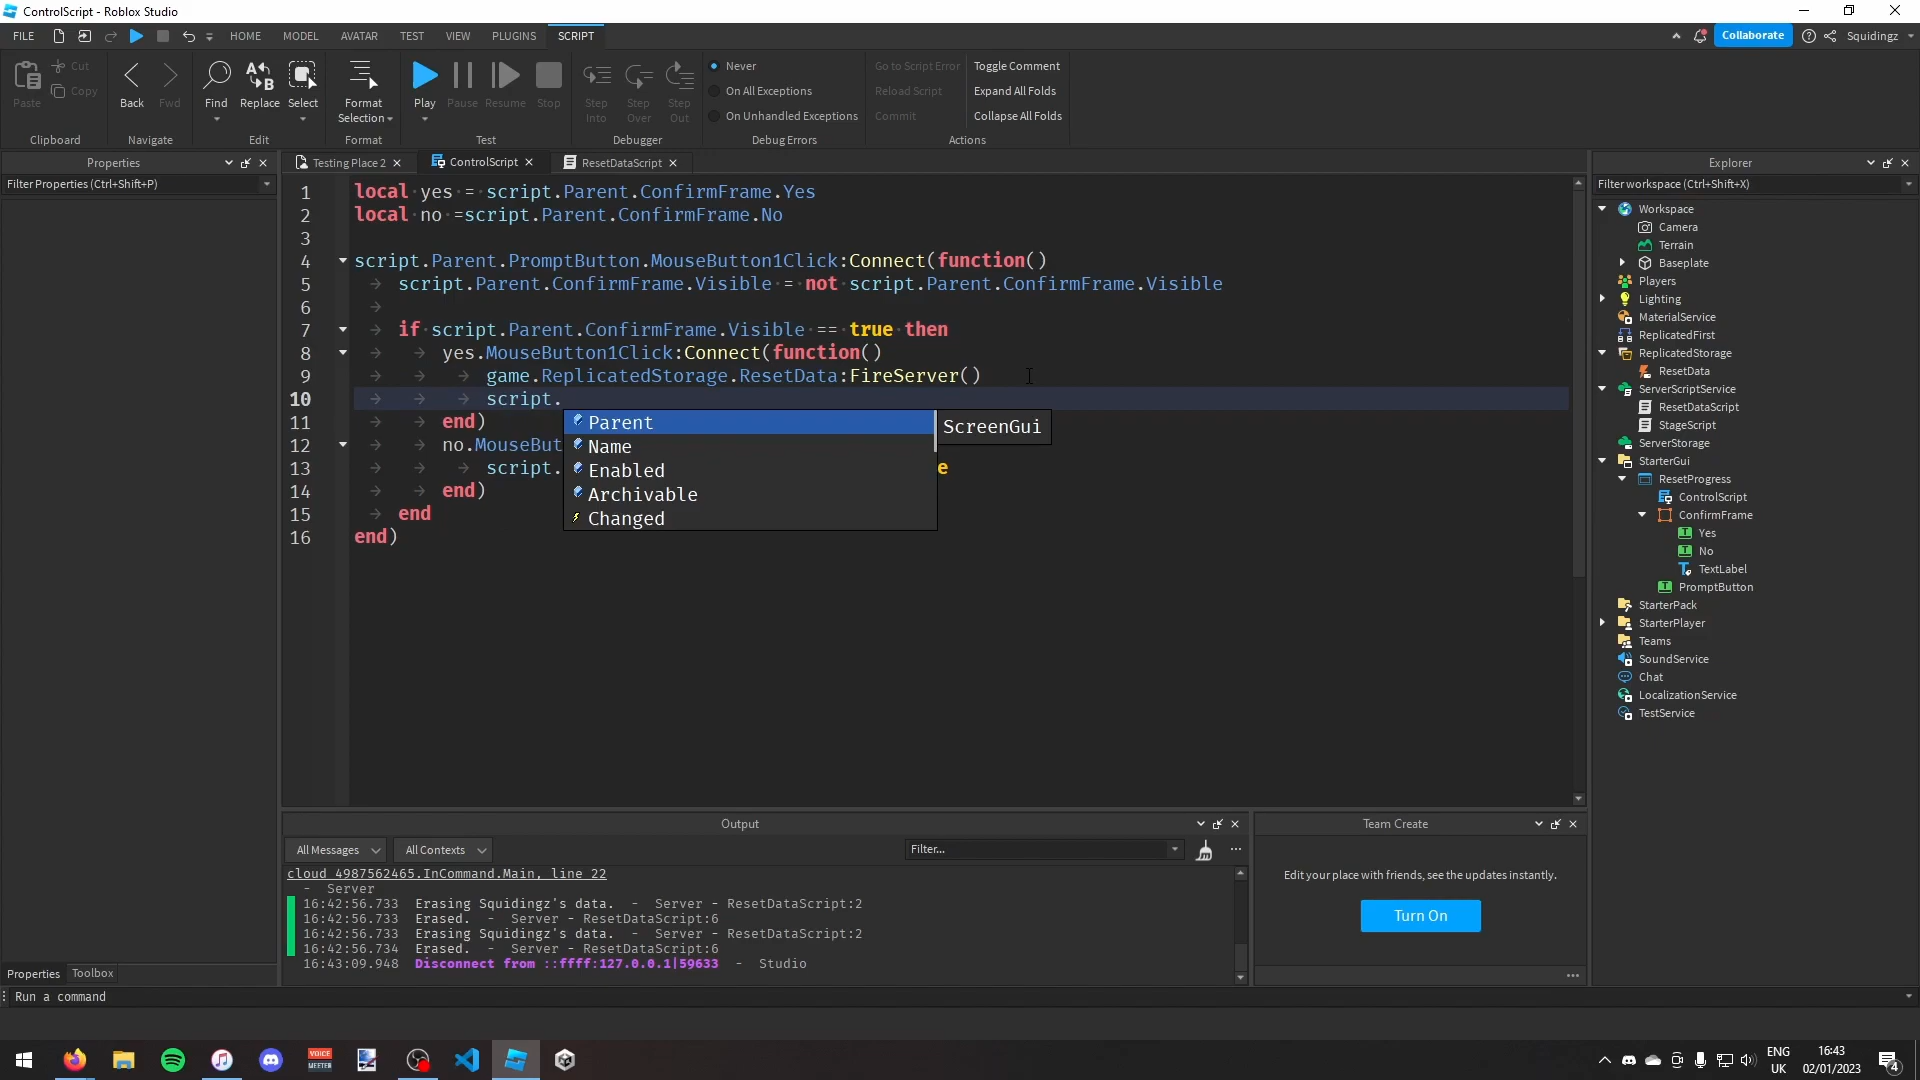 ControlScript - Roblox Studio
FILE HOME MODEL AVATAR TEST VIEW PLUGINS SCRIPT Collaborate Squidingz
Paste Cut Copy Back Fwd Find Replace Select Format Selection Play Pause Resume Stop Step Into Step Over Step Out
Never
On All Exceptions
On Unhandled Exceptions
Go to Script Error
Reload Script
Commit
Toggle Comment
Expand All Folds
Collapse All Folds
Clipboard Navigate Edit Format Test Debugger Debug Errors Actions
Properties
Filter Properties (Ctrl+Shift+P)
Testing Place 2 ControlScript ResetDataScript
1 local yes = script.Parent.ConfirmFrame.Yes
2 local no =script.Parent.ConfirmFrame.No
3
4 script.Parent.PromptButton.MouseButton1Click:Connect(function()
5 script.Parent.ConfirmFrame.Visible = not script.Parent.ConfirmFrame.Visible
6
7 if script.Parent.ConfirmFrame.Visible == true then
8 yes.MouseButton1Click:Connect(function()
9 game.ReplicatedStorage.ResetData:FireServer()
10 script.
11 end)
12 no.MouseBut
13 script. e
14 end)
15 end
16 end)
Parent
Name
Enabled
Archivable
Changed
ScreenGui
Explorer
Filter workspace (Ctrl+Shift+X)
Workspace
Camera
Terrain
Baseplate
Players
Lighting
MaterialService
ReplicatedFirst
ReplicatedStorage
ResetData
ServerScriptService
ResetDataScript
StageScript
ServerStorage
StarterGui
ResetProgress
ControlScript
ConfirmFrame
Yes
No
TextLabel
PromptButton
StarterPack
StarterPlayer
Teams
SoundService
Chat
LocalizationService
TestService
Output
All Messages All Contexts Filter...
cloud_4987562465.InCommand.Main, line 22
- Server
16:42:56.733 Erasing Squidingz's data. - Server - ResetDataScript:2
16:42:56.733 Erased. - Server - ResetDataScript:6
16:42:56.733 Erasing Squidingz's data. - Server - ResetDataScript:2
16:42:56.734 Erased. - Server - ResetDataScript:6
16:43:09.948 Disconnect from ::ffff:127.0.0.1|59633 - Studio
Team Create
Edit your place with friends, see the updates instantly.
Turn On
Properties Toolbox
Run a command
VOICE MEETER
ENG
UK
16:43
02/01/2023
4